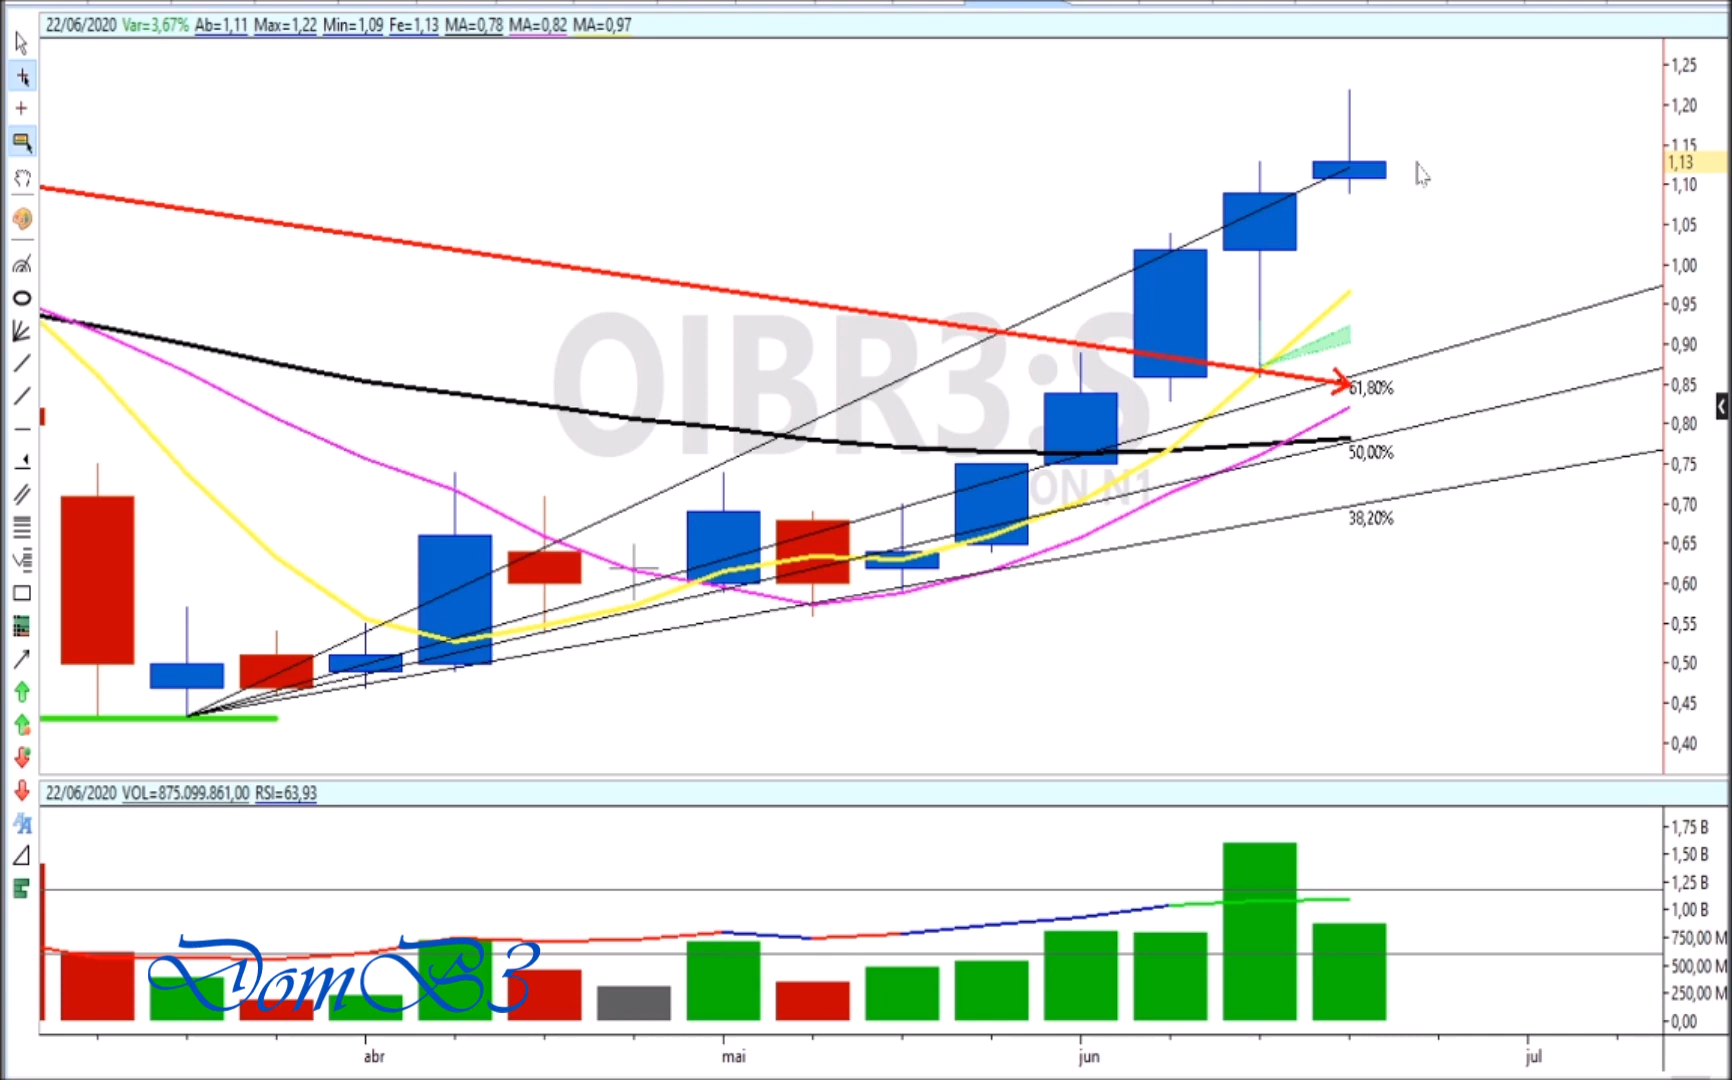 22/06/2020 Var=3,67% Ab=1,11 Max=1,22 Min=1,09 Fe=1,13 MA=0,78 MA=0,82 MA=0,97
1,25
1,20
1,15
1,13
1,10
1,05
1,00
0,95
0,90
0,85
0,80
0,75
0,70
0,65
0,60
0,55
0,50
0,45
0,40
OIBR3:S
ON N1
61,80%
50,00%
38,20%
22/06/2020 VOL=875.099.861,00 RSI=63,93
1,75 B
1,50 B
1,25 B
1,00 B
750,00 M
500,00 M
250,00 M
0,00
DomB3
abr mai jun jul